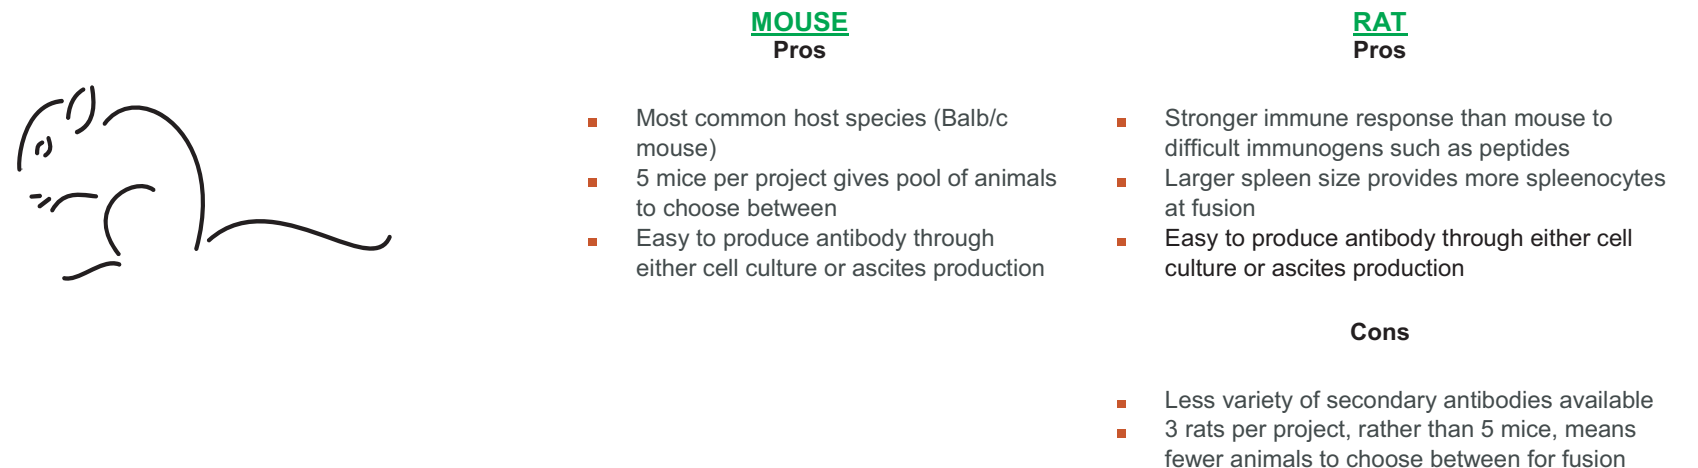 MOUSE
Pros
Most common host species (Balb/c
mouse)
5 mice per project gives pool of animals
to choose between
Easy to produce antibody through
either cell culture or ascites production
RAT
Pros
Stronger immune response than mouse to
difficult immunogens such as peptides
Larger spleen size provides more spleenocytes
at fusion
Easy to produce antibody through either cell
culture or ascites production
Cons
Less variety of secondary antibodies available
3 rats per project, rather than 5 mice, means
fewer animals to choose between for fusion